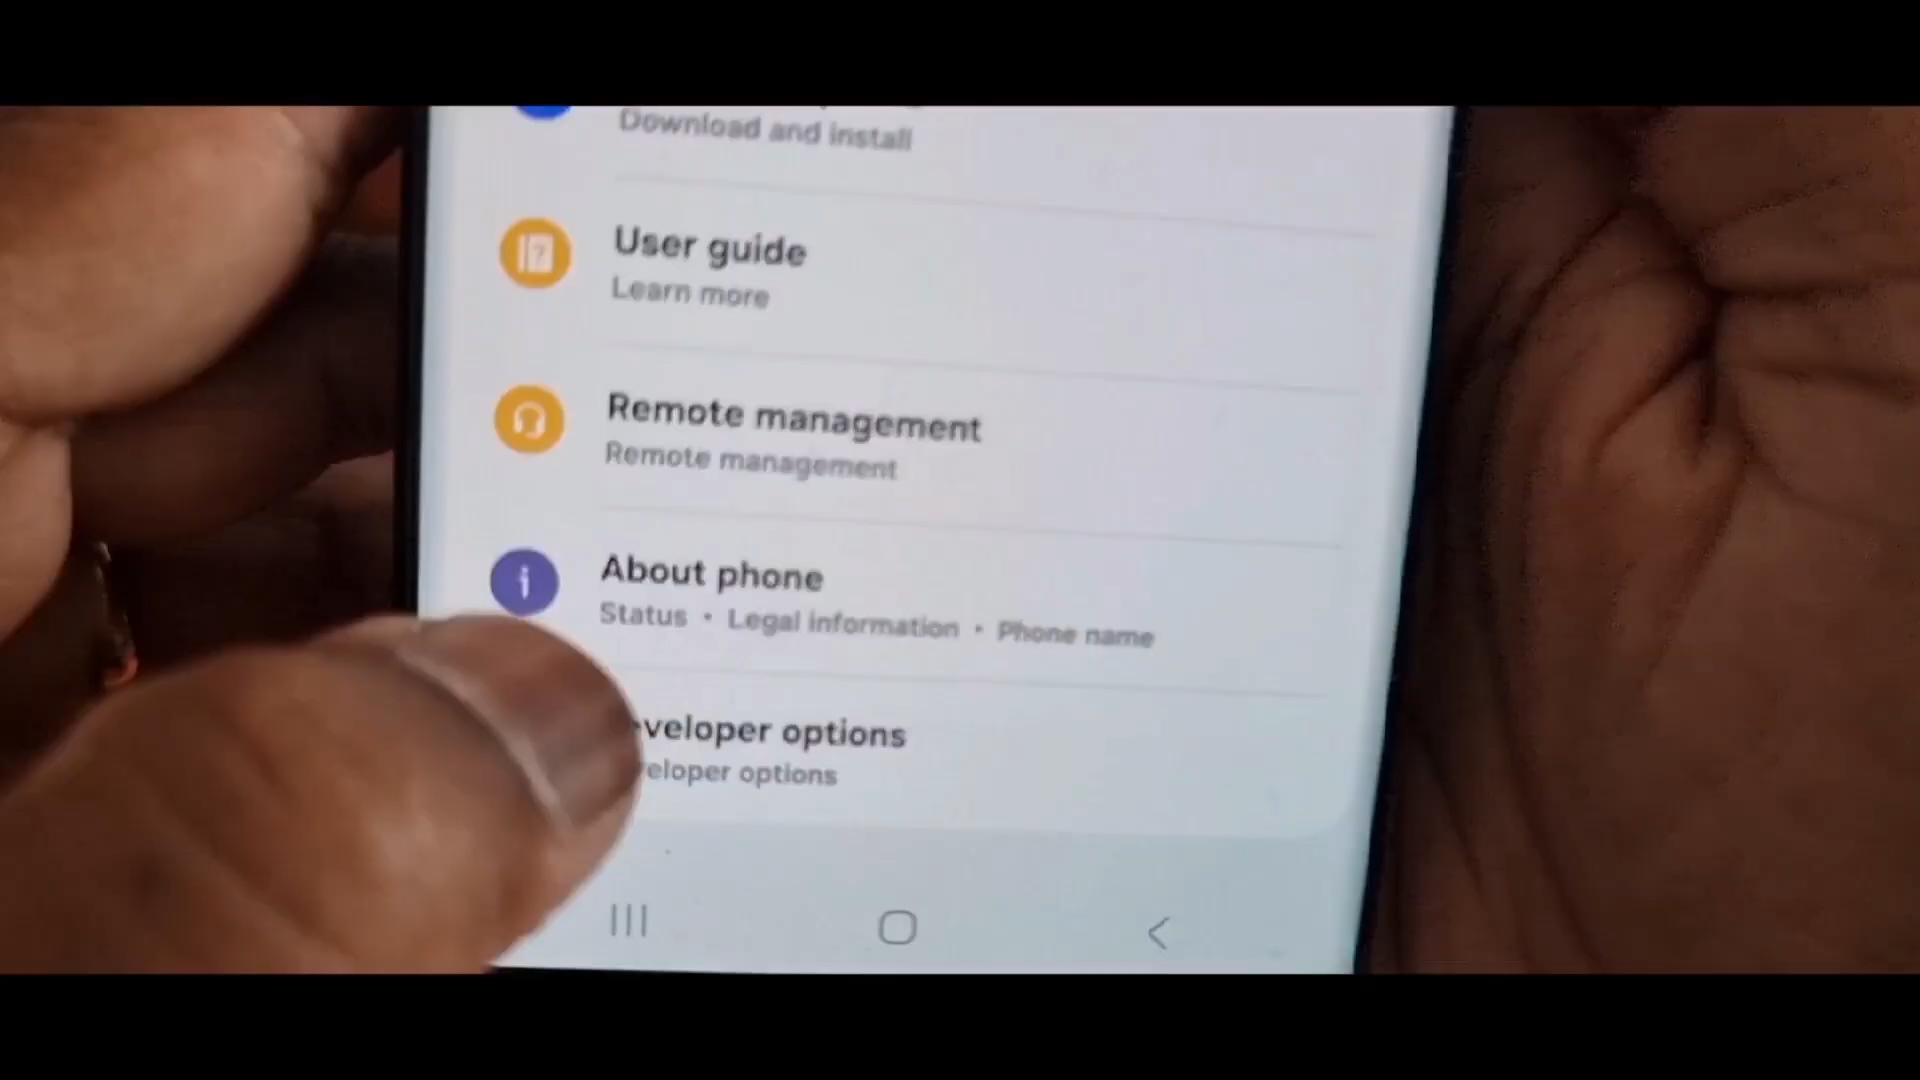 Download and install
User guide
Learn more
Remote management
Remote management
About phone
Status • Legal information • Phone name
veloper options
eloper options